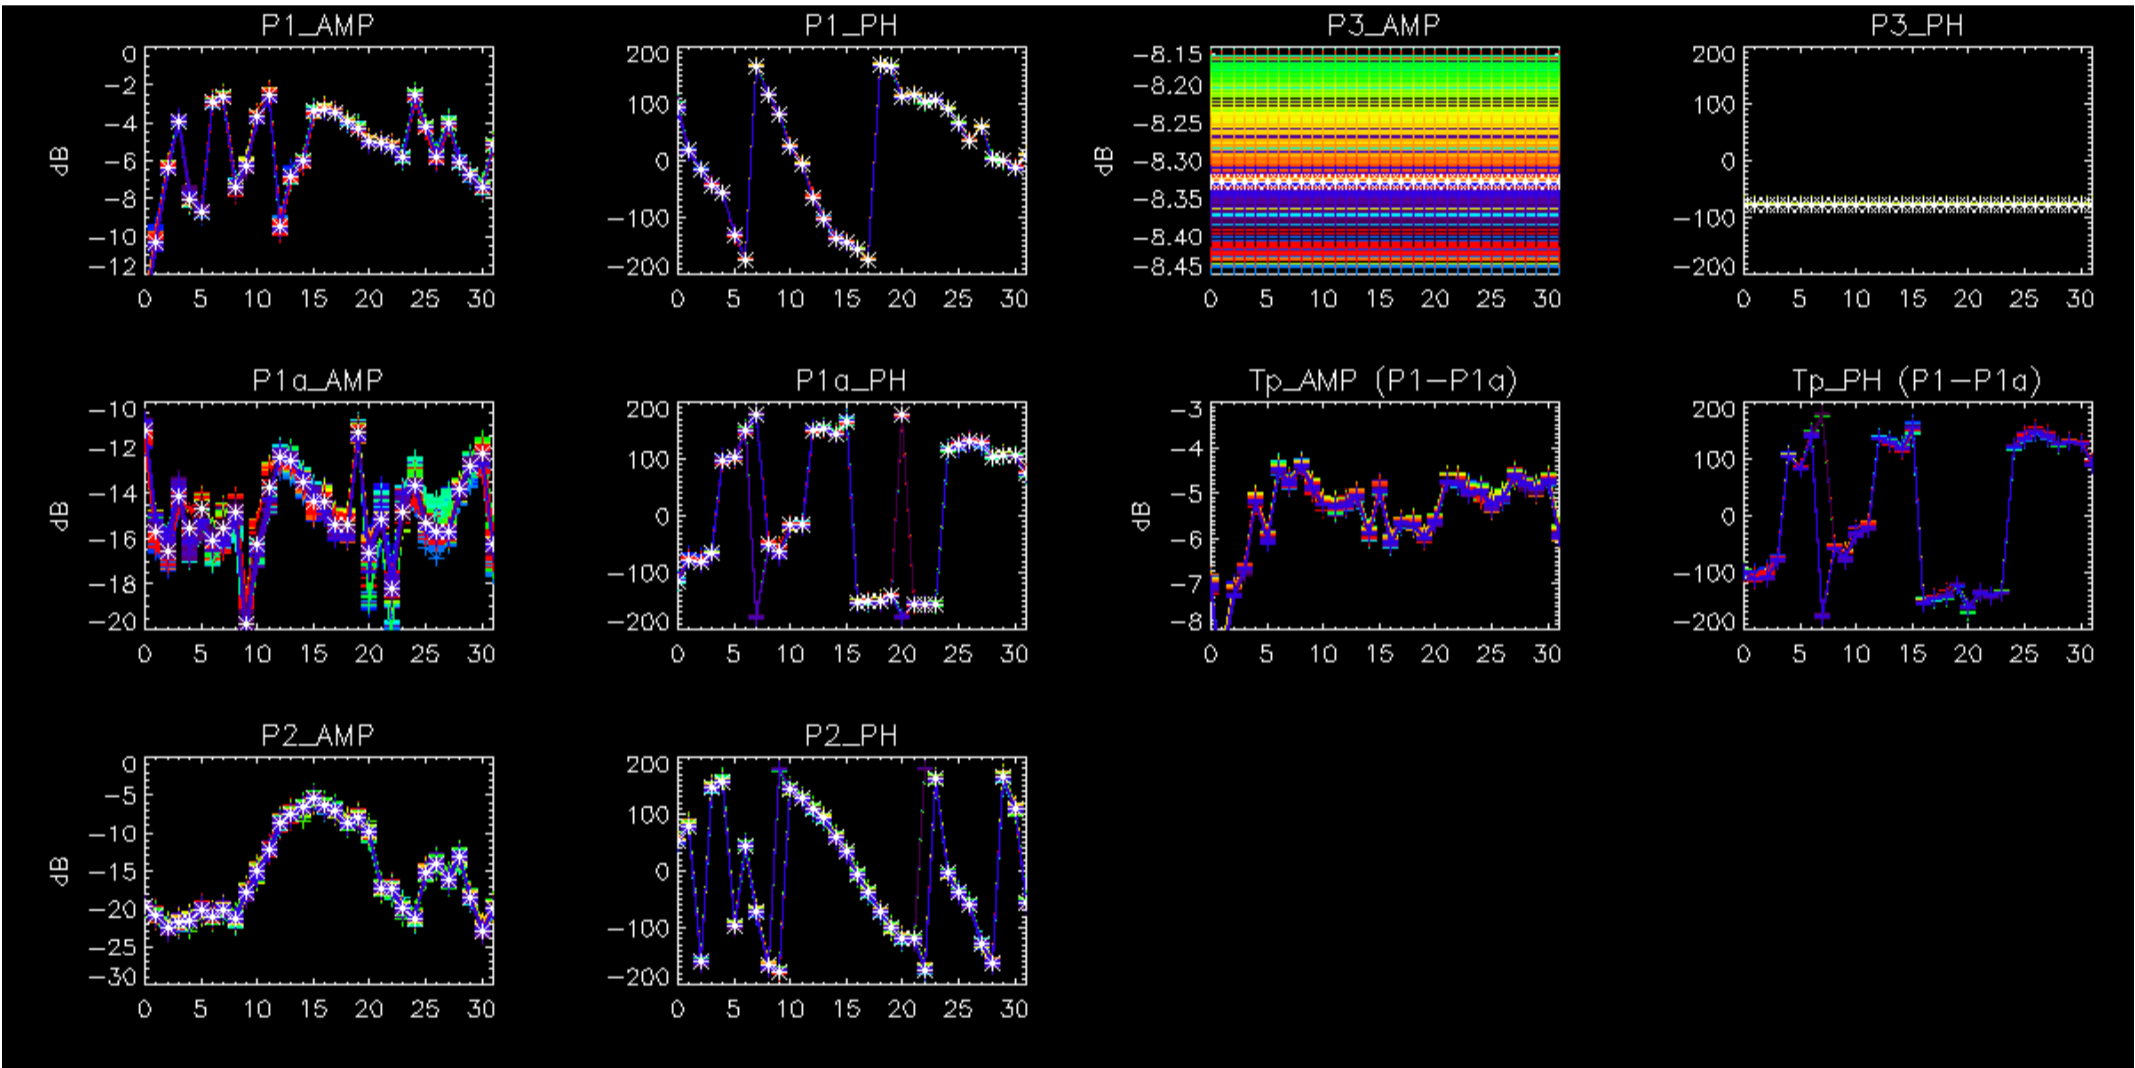 P1_AMP
P1_PH
P3_AMP
P3_PH
0
-2
-4
-6
-8
-10
-12
dB
0 5 10 15 20 25 30
200
100
0
-100
-200
0 5 10 15 20 25 30
-8.15
-8.20
-8.25
-8.30
-8.35
-8.40
-8.45
dB
0 5 10 15 20 25 30
200
100
0
-100
-200
0 5 10 15 20 25 30
P1a_AMP
P1a_PH
Tp_AMP (P1-P1a)
Tp_PH (P1-P1a)
-10
-12
-14
-16
-18
-20
dB
0 5 10 15 20 25 30
200
100
0
-100
-200
0 5 10 15 20 25 30
-3
-4
-5
-6
-7
-8
dB
0 5 10 15 20 25 30
200
100
0
-100
-200
0 5 10 15 20 25 30
P2_AMP
P2_PH
0
-5
-10
-15
-20
-25
-30
dB
0 5 10 15 20 25 30
200
100
0
-100
-200
0 5 10 15 20 25 30